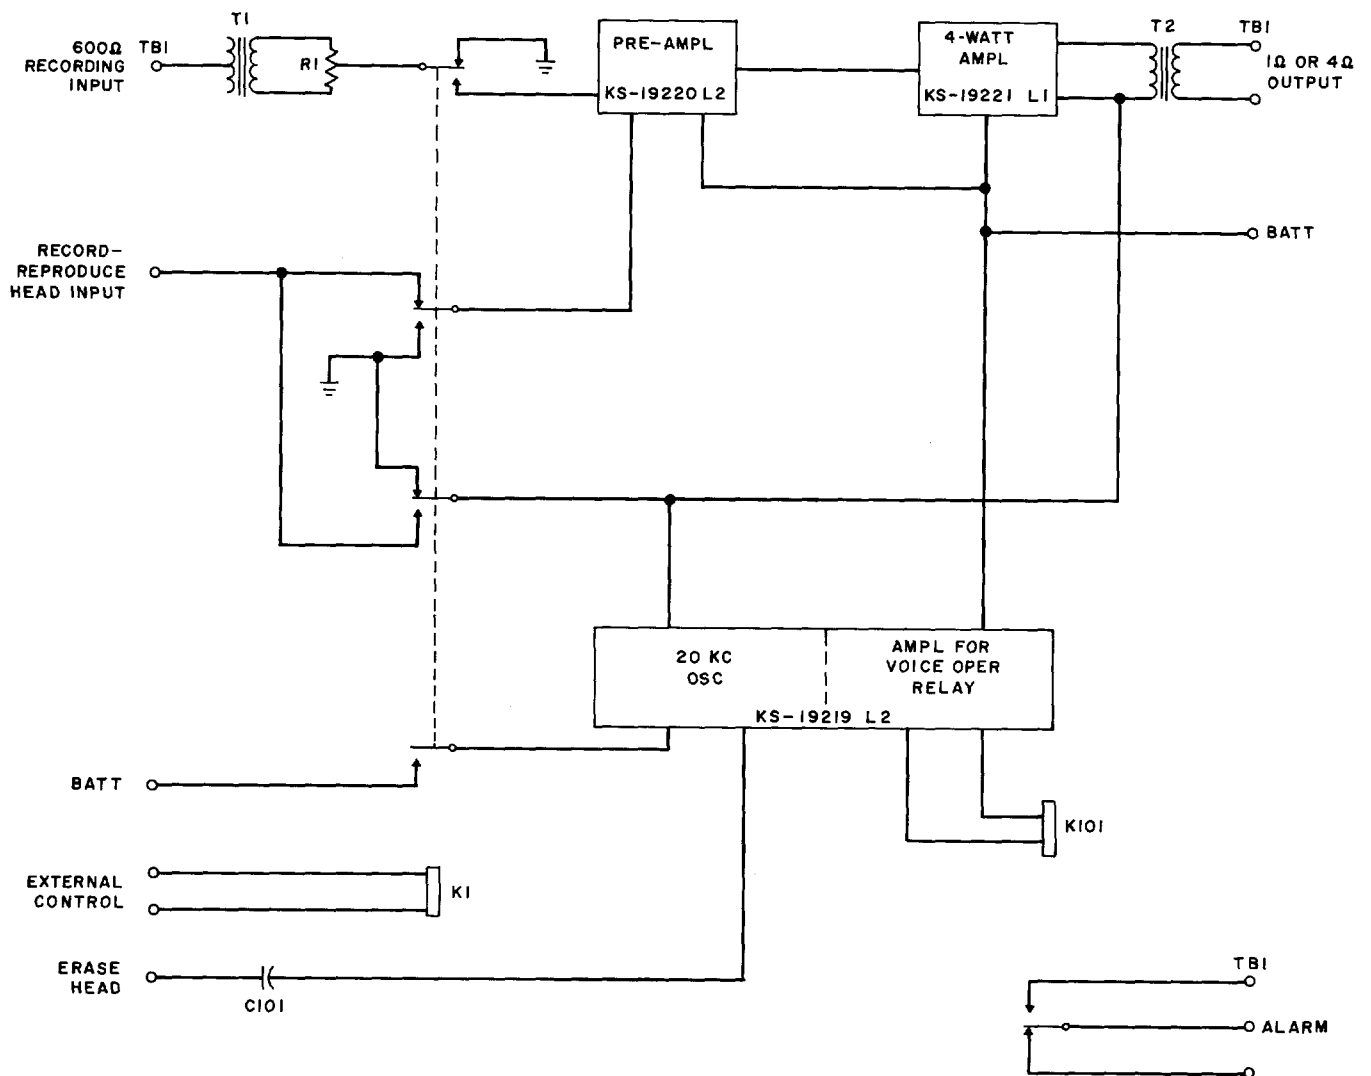 T1
600Ω TB1
RECORDING
INPUT
R1
PRE-AMPL
KS-19220 L2
4-WATT
AMPL
KS-19221 L1
T2
TB1
1Ω OR 4Ω
OUTPUT
BATT
RECORD-
REPRODUCE
HEAD INPUT
20 KC
OSC
AMPL FOR
VOICE OPER
RELAY
KS-19219 L2
BATT
K101
EXTERNAL
CONTROL
K1
ERASE
HEAD
C101
TB1
ALARM